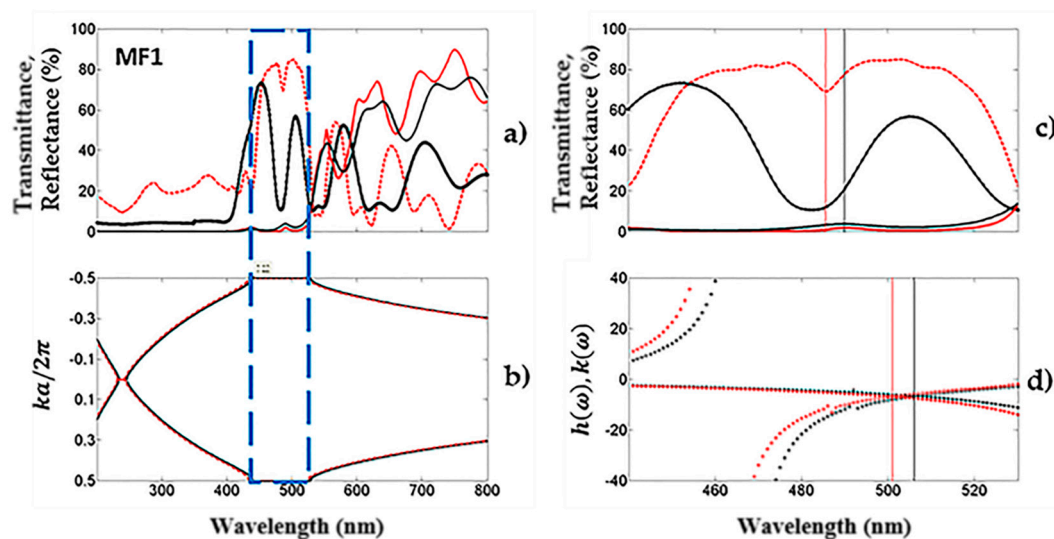 Transmittance,
Reflectance (%)
100
80
60
40
20
0
MF1
a)
Transmittance,
Reflectance (%)
100
80
60
40
20
0
c)
kα/2π
-0.5
-0.3
-0.1
0.1
0.3
0.5
b)
200 300 400 500 600 700 800
Wavelength (nm)
h(ω), k(ω)
40
20
0
-20
-40
d)
460 480 500 520
Wavelength (nm)